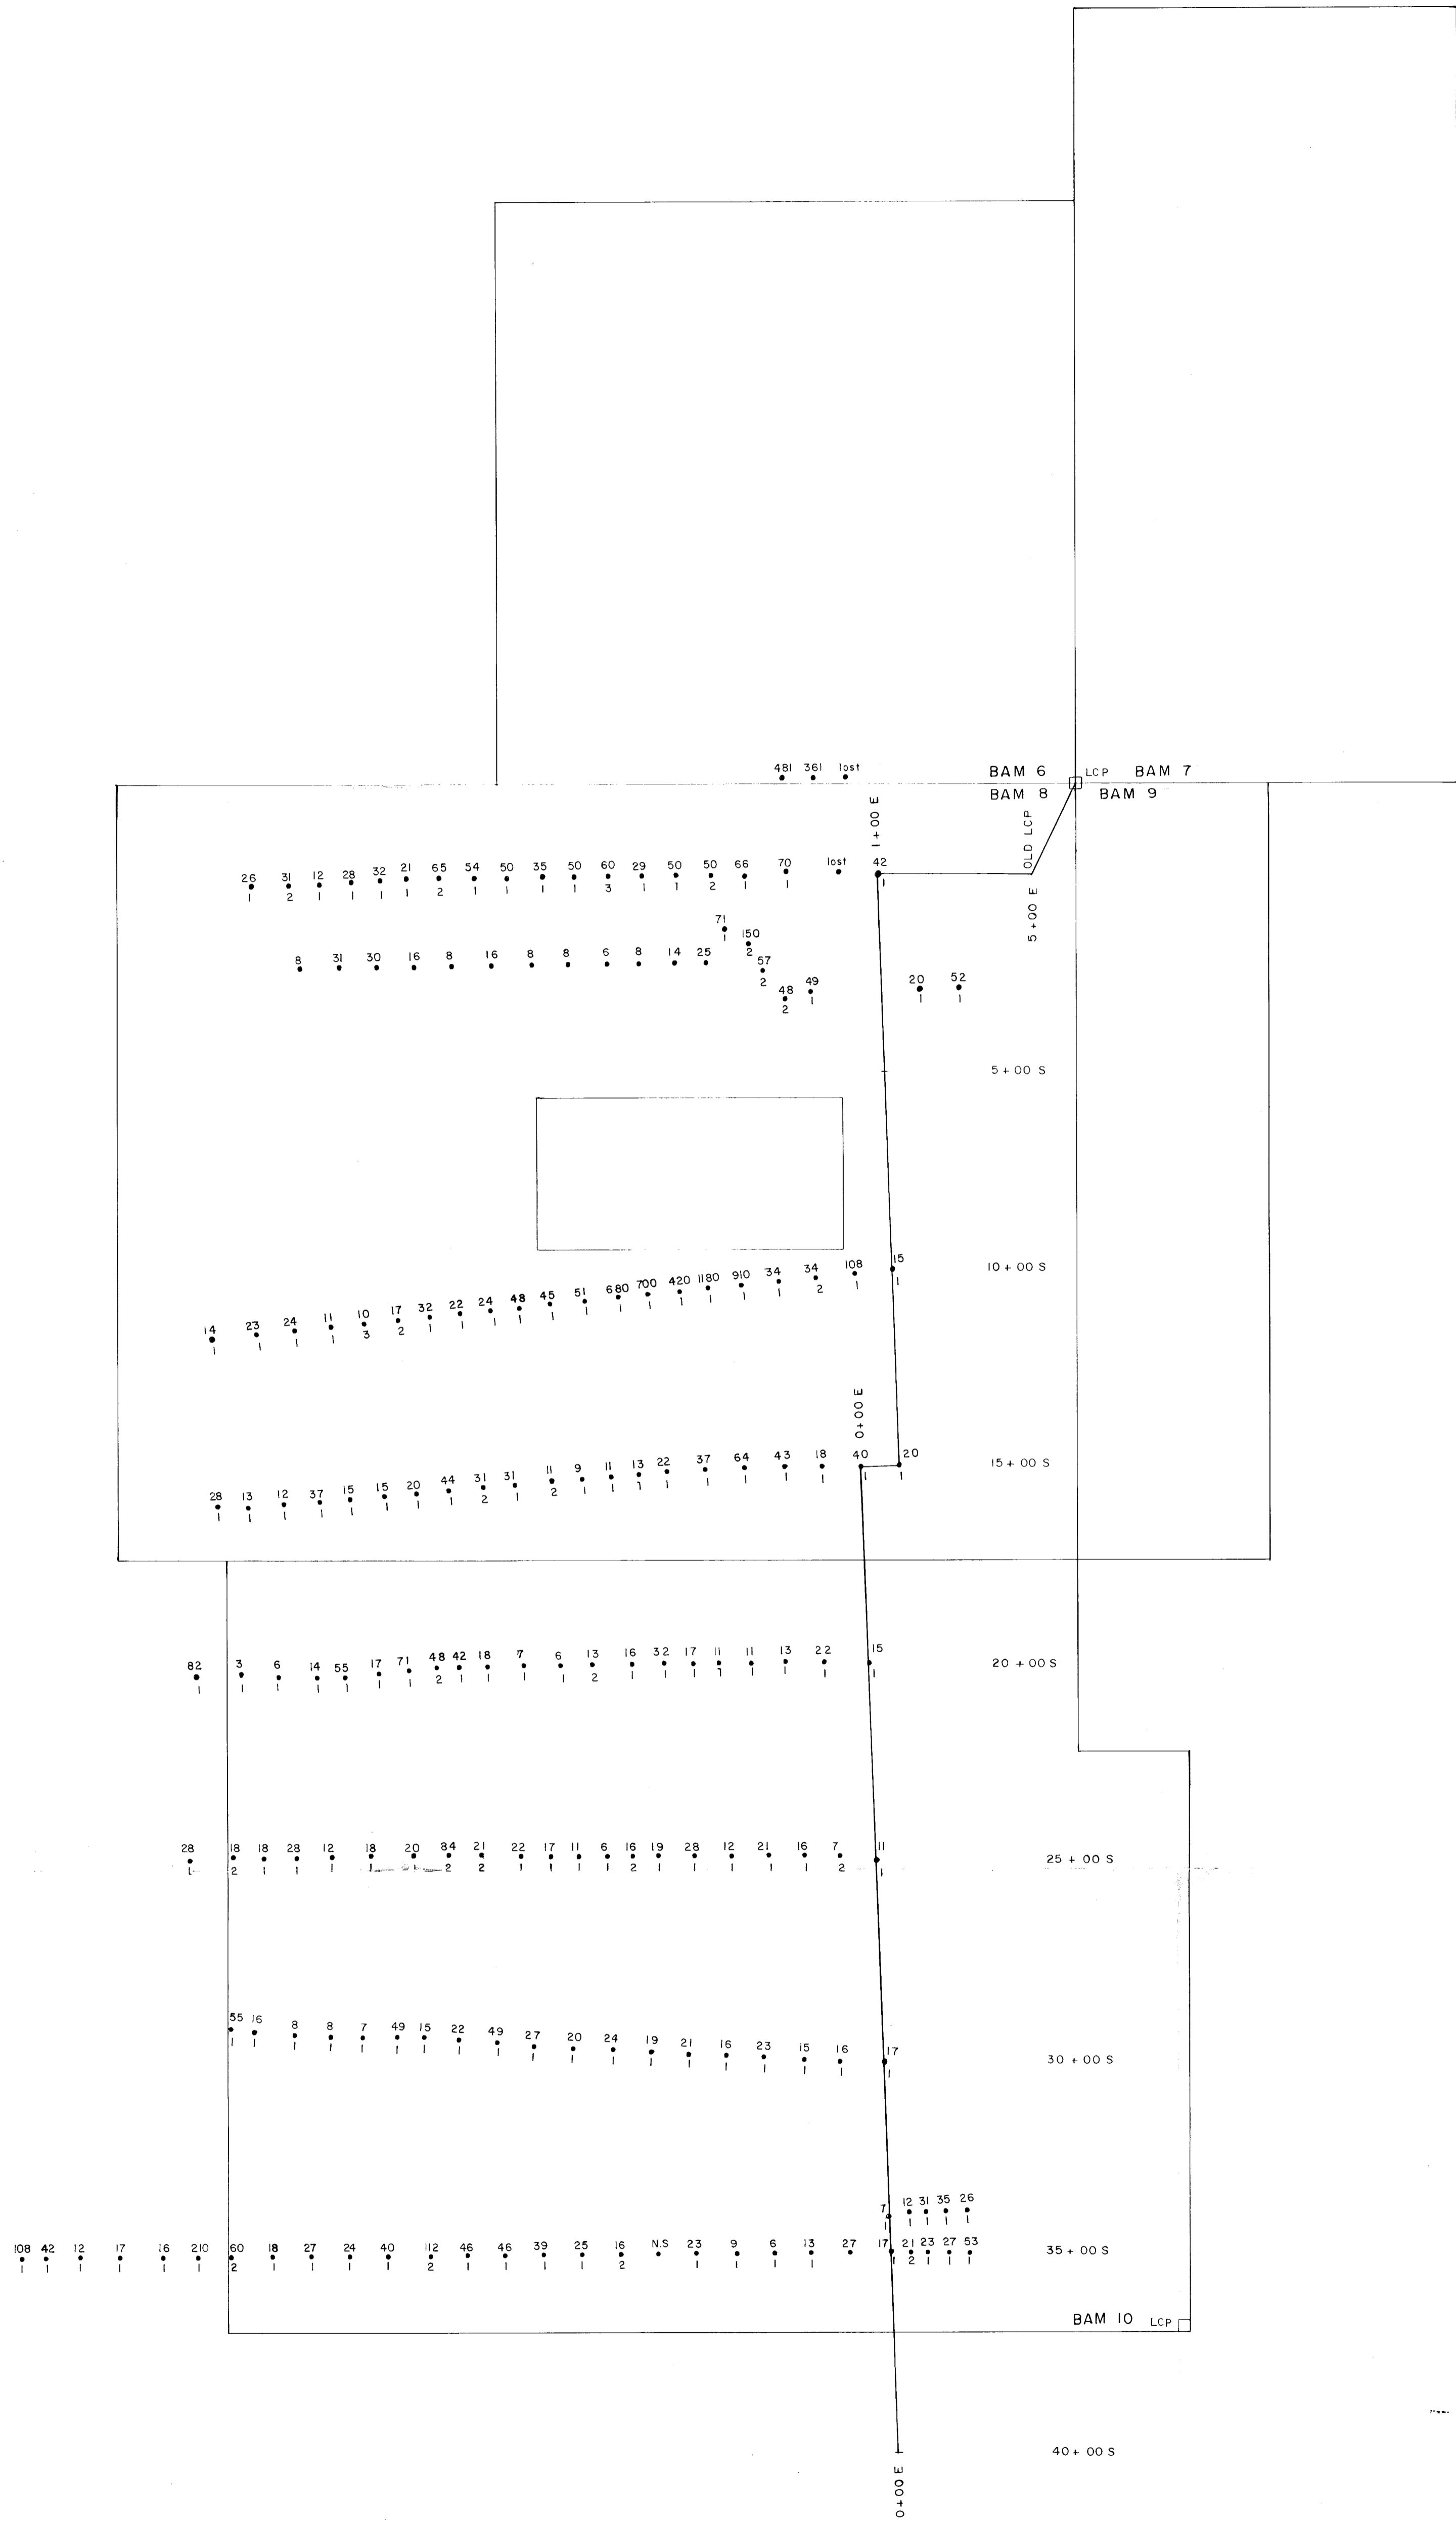 481 361 lost
BAM 6 LCP BAM 7
BAM 8 BAM 9
1+00 E
OLD LCP
5+00 E
26 31 12 28 32 21 65 54 50 35 50 60 29 50 50 66 70 lost 42
1 2 1 1 1 1 2 1 1 1 1 3 1 1 2 1 1 1
71
1
150
2
8 31 30 16 8 16 8 8 6 8 14 25
57
2
48 49
2 1
20 52
1 1
5+00 S
10+00 S
14 23 24 11 10 17 32 22 24 48 45 51 680 700 420 1180 910 34 34 108 15
1 1 1 1 3 2 1 1 1 1 1 1 1 1 1 1 1 1 2 1 1
0+00 E
15+00 S
28 13 12 37 15 15 20 44 31 31 11 9 11 13 22 37 64 43 18 40 20
1 1 1 1 1 1 1 1 2 1 2 1 1 1 1 1 1 1 1 1 1
82 3 6 14 55 17 71 48 42 18 7 6 13 16 32 17 11 11 13 22 15
20+00 S
1 1 1 1 1 1 1 2 1 1 1 1 2 1 1 1 1 1 1 1 1
28 18 18 28 12 18 20 84 21 22 17 11 6 16 19 28 12 21 16 7 11
25+00 S
1 2 1 1 1 1 1 2 2 1 1 1 1 2 1 1 1 1 1 2 1
55 16 8 8 7 49 15 22 49 27 20 24 19 21 16 23 15 16 17
30+00 S
1 1 1 1 1 1 1 1 1 1 1 1 1 1 1 1 1 1 1
7 12 31 35 26
1 1 1 1 1
108 42 12 17 16 210 60 18 27 24 40 112 46 46 39 25 16 N.S 23 9 6 13 27 17 21 23 27 53
35+00 S
1 1 1 1 1 1 2 1 1 1 1 2 1 1 1 1 2 1 1 1 1 1 2 1 1 1
BAM 10 LCP
40+00 S
0+00 E